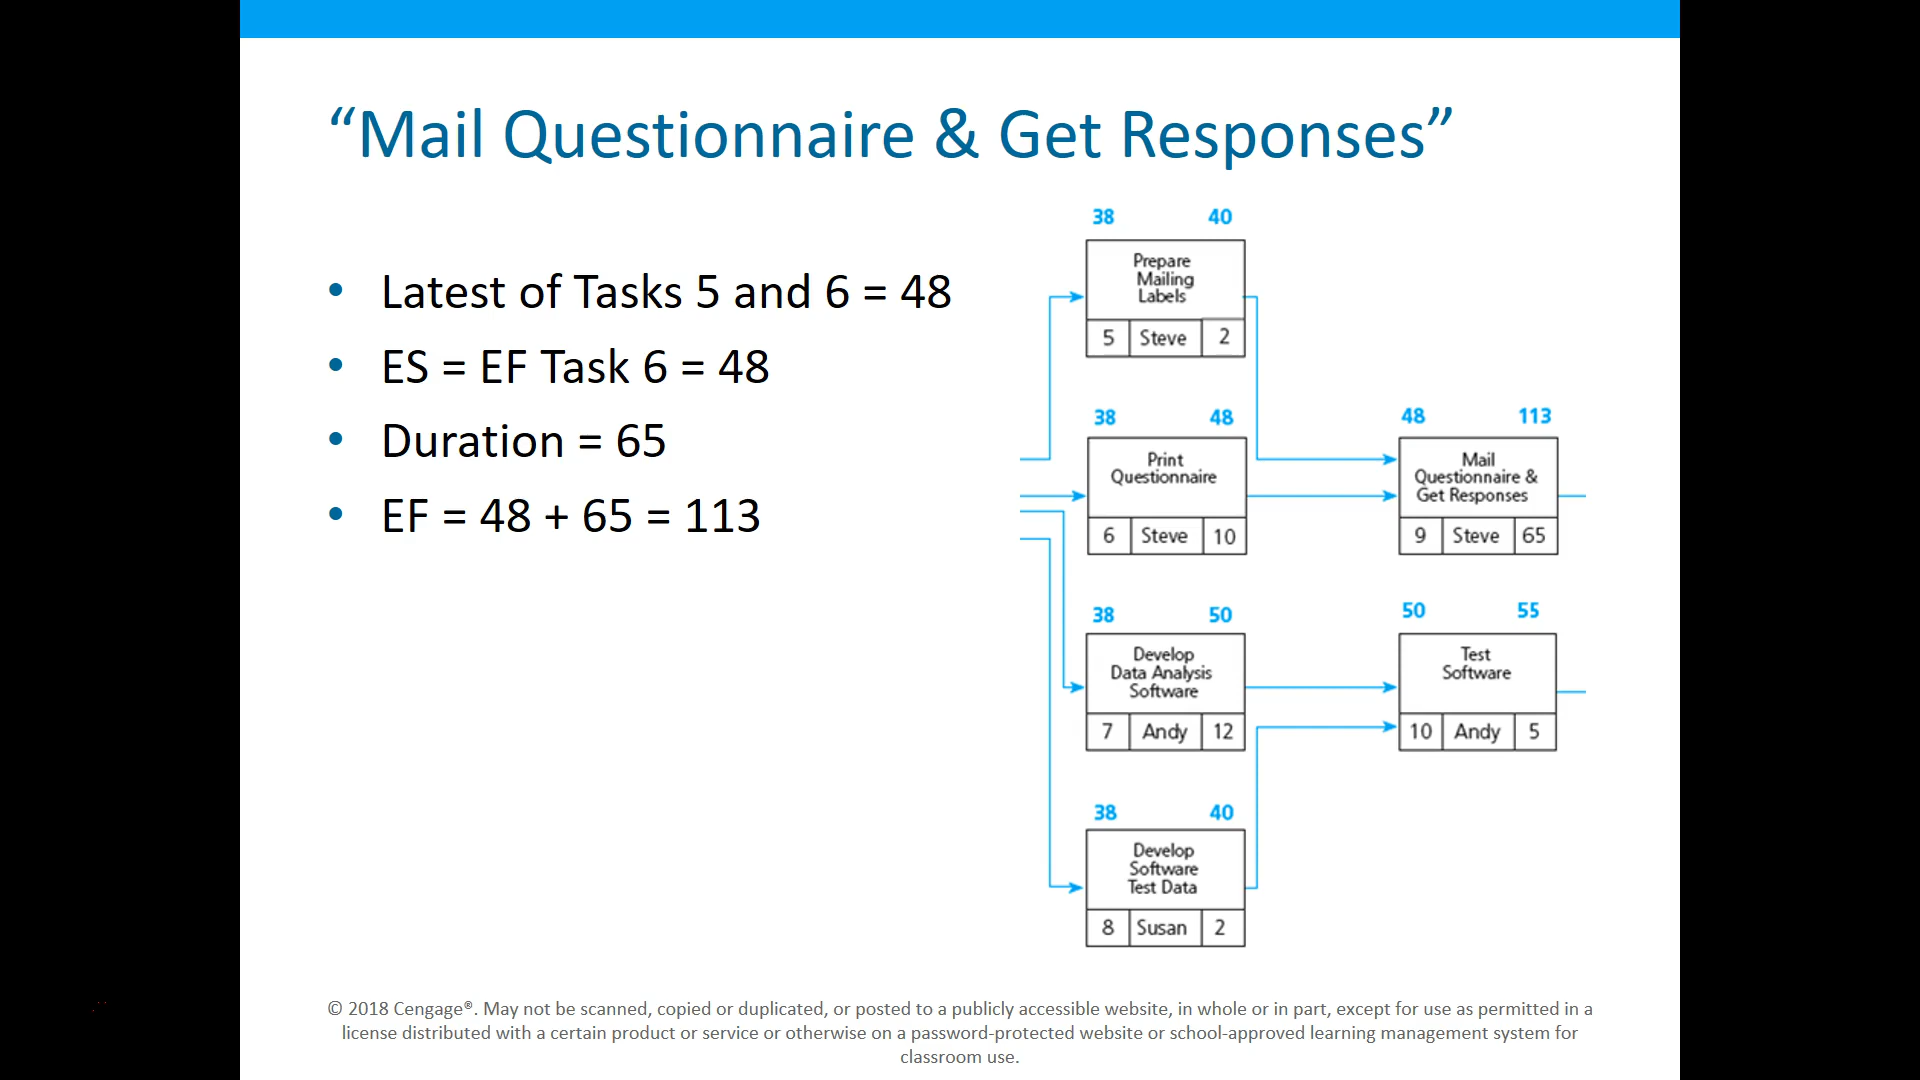 “Mail Questionnaire & Get Responses”
• Latest of Tasks 5 and 6 = 48
• ES = EF Task 6 = 48
• Duration = 65
• EF = 48 + 65 = 113
38 40
Prepare
Mailing
Labels
5 Steve 2
38 48
Print
Questionnaire
6 Steve 10
48 113
Mail
Questionnaire &
Get Responses
9 Steve 65
38 50
Develop
Data Analysis
Software
7 Andy 12
50 55
Test
Software
10 Andy 5
38 40
Develop
Software
Test Data
8 Susan 2
© 2018 Cengage®. May not be scanned, copied or duplicated, or posted to a publicly accessible website, in whole or in part, except for use as permitted in a
license distributed with a certain product or service or otherwise on a password-protected website or school-approved learning management system for
classroom use.